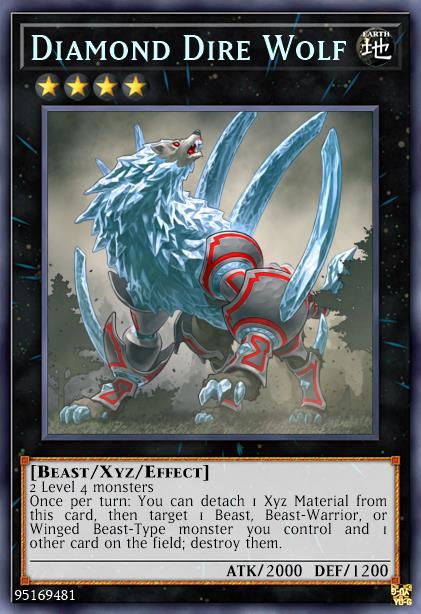 DIAMOND DIRE WOLF
EARTH
地
[BEAST/XYZ/EFFECT]
2 Level 4 monsters
Once per turn: You can detach 1 Xyz Material from
this card, then target 1 Beast, Beast-Warrior, or
Winged Beast-Type monster you control and 1
other card on the field; destroy them.
ATK/2000 DEF/1200
95169481